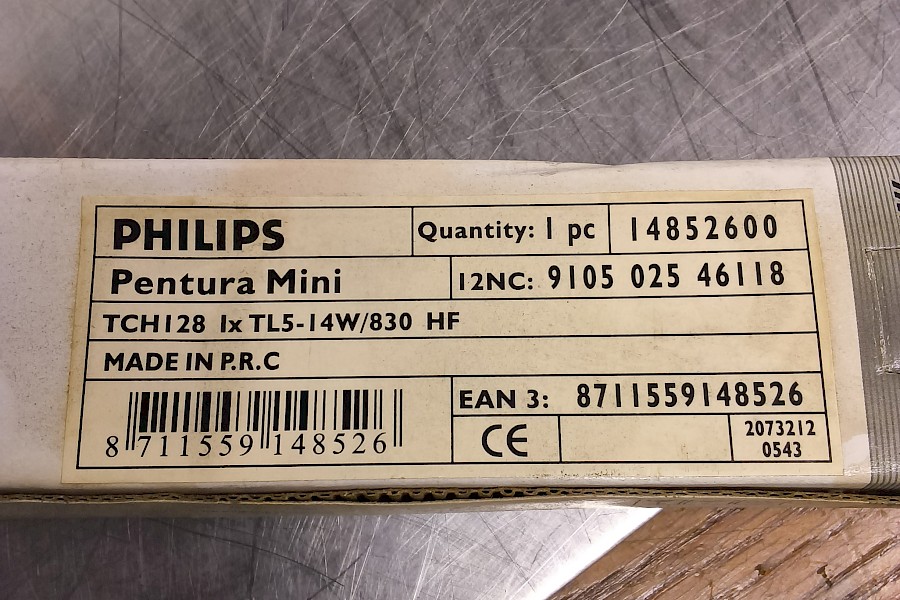 PHILIPS
Quantity: 1 pc
14852600
Pentura Mini
12NC: 9105 025 46118
TCH128 1x TL5-14W/830 HF
MADE IN P.R.C
8 711559 148526
EAN 3: 8711559148526
CE
2073212
0543